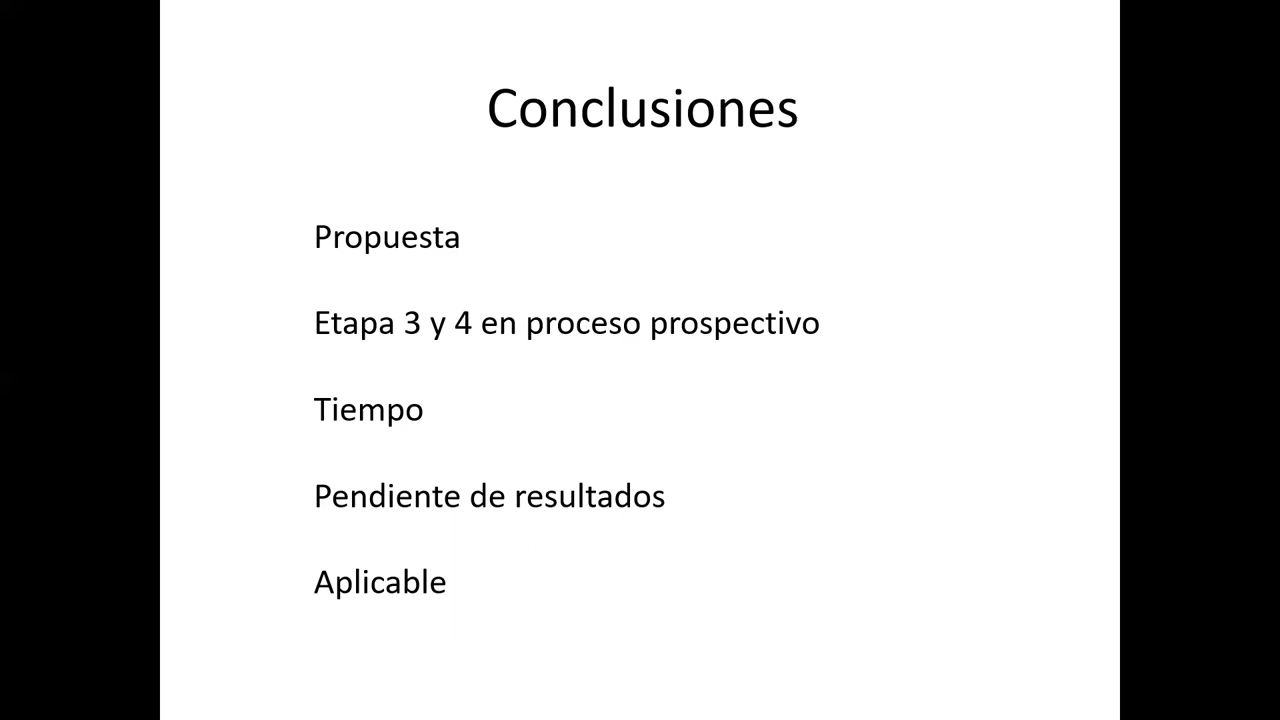 Conclusiones
Propuesta
Etapa 3 y 4 en proceso prospectivo
Tiempo
Pendiente de resultados
Aplicable